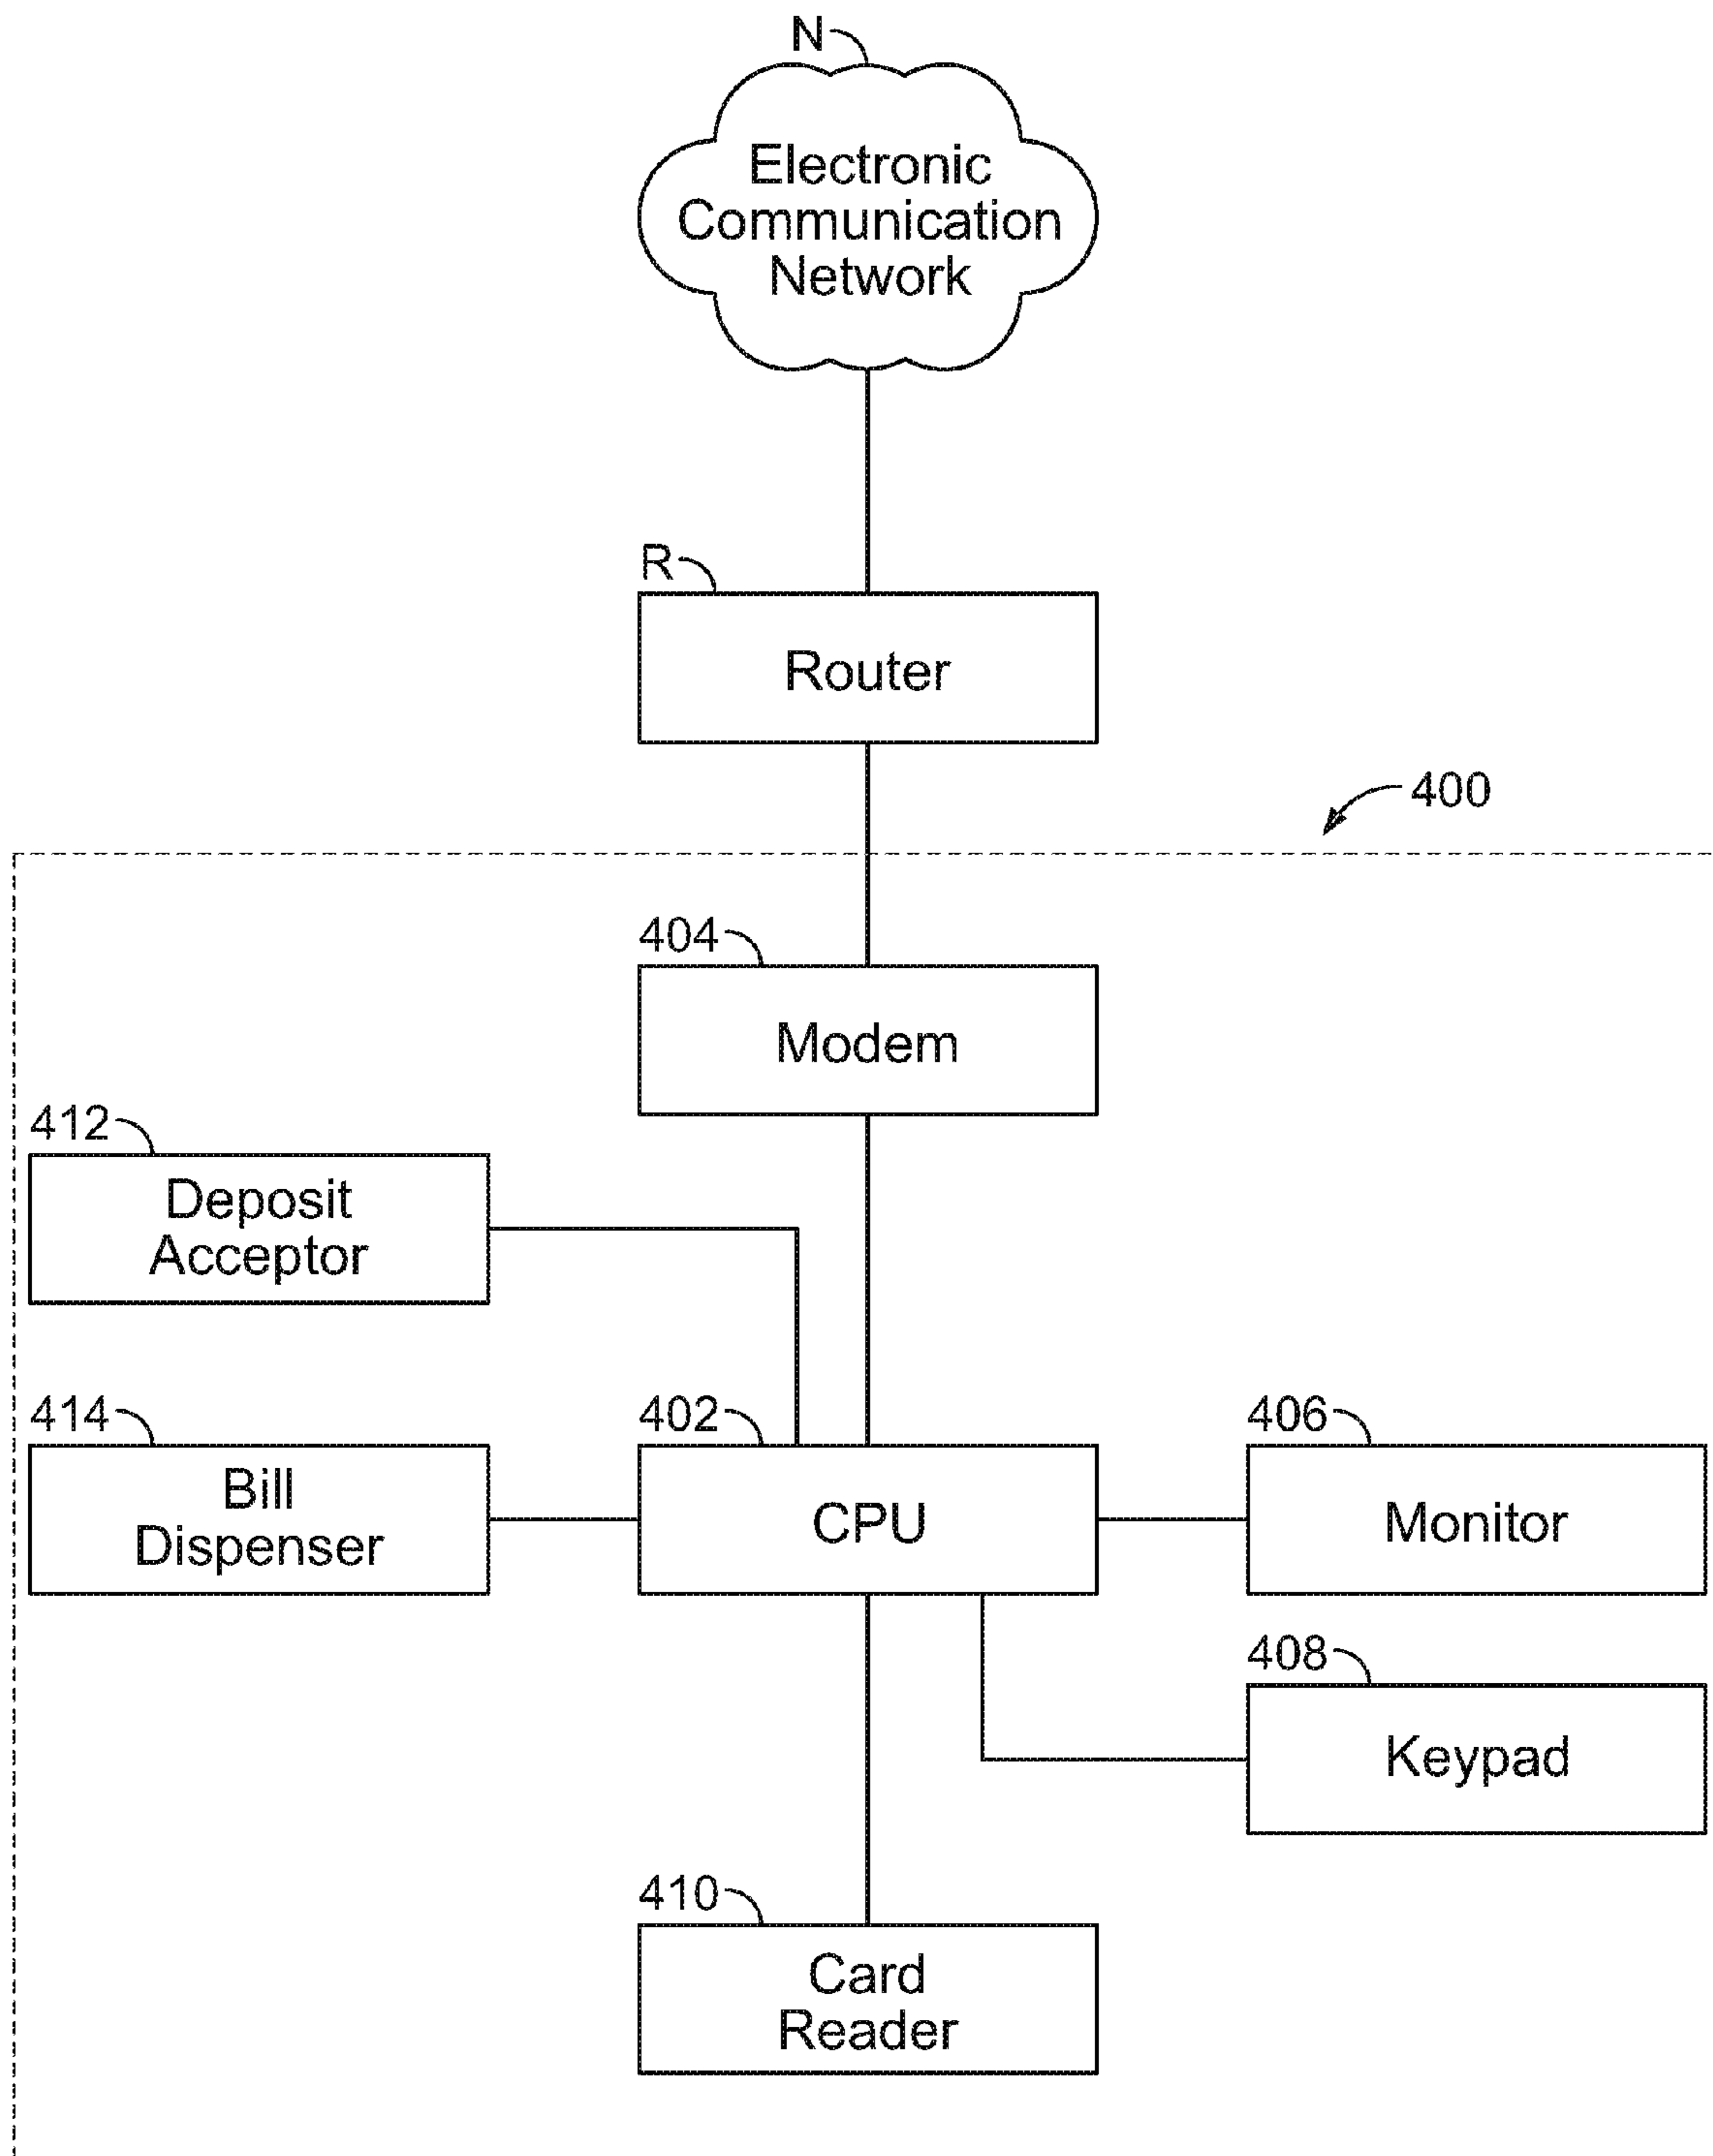 N
Electronic
Communication
Network
R
Router
400
404
Modem
412
Deposit
Acceptor
414
Bill
Dispenser
402
CPU
406
Monitor
408
Keypad
410
Card
Reader